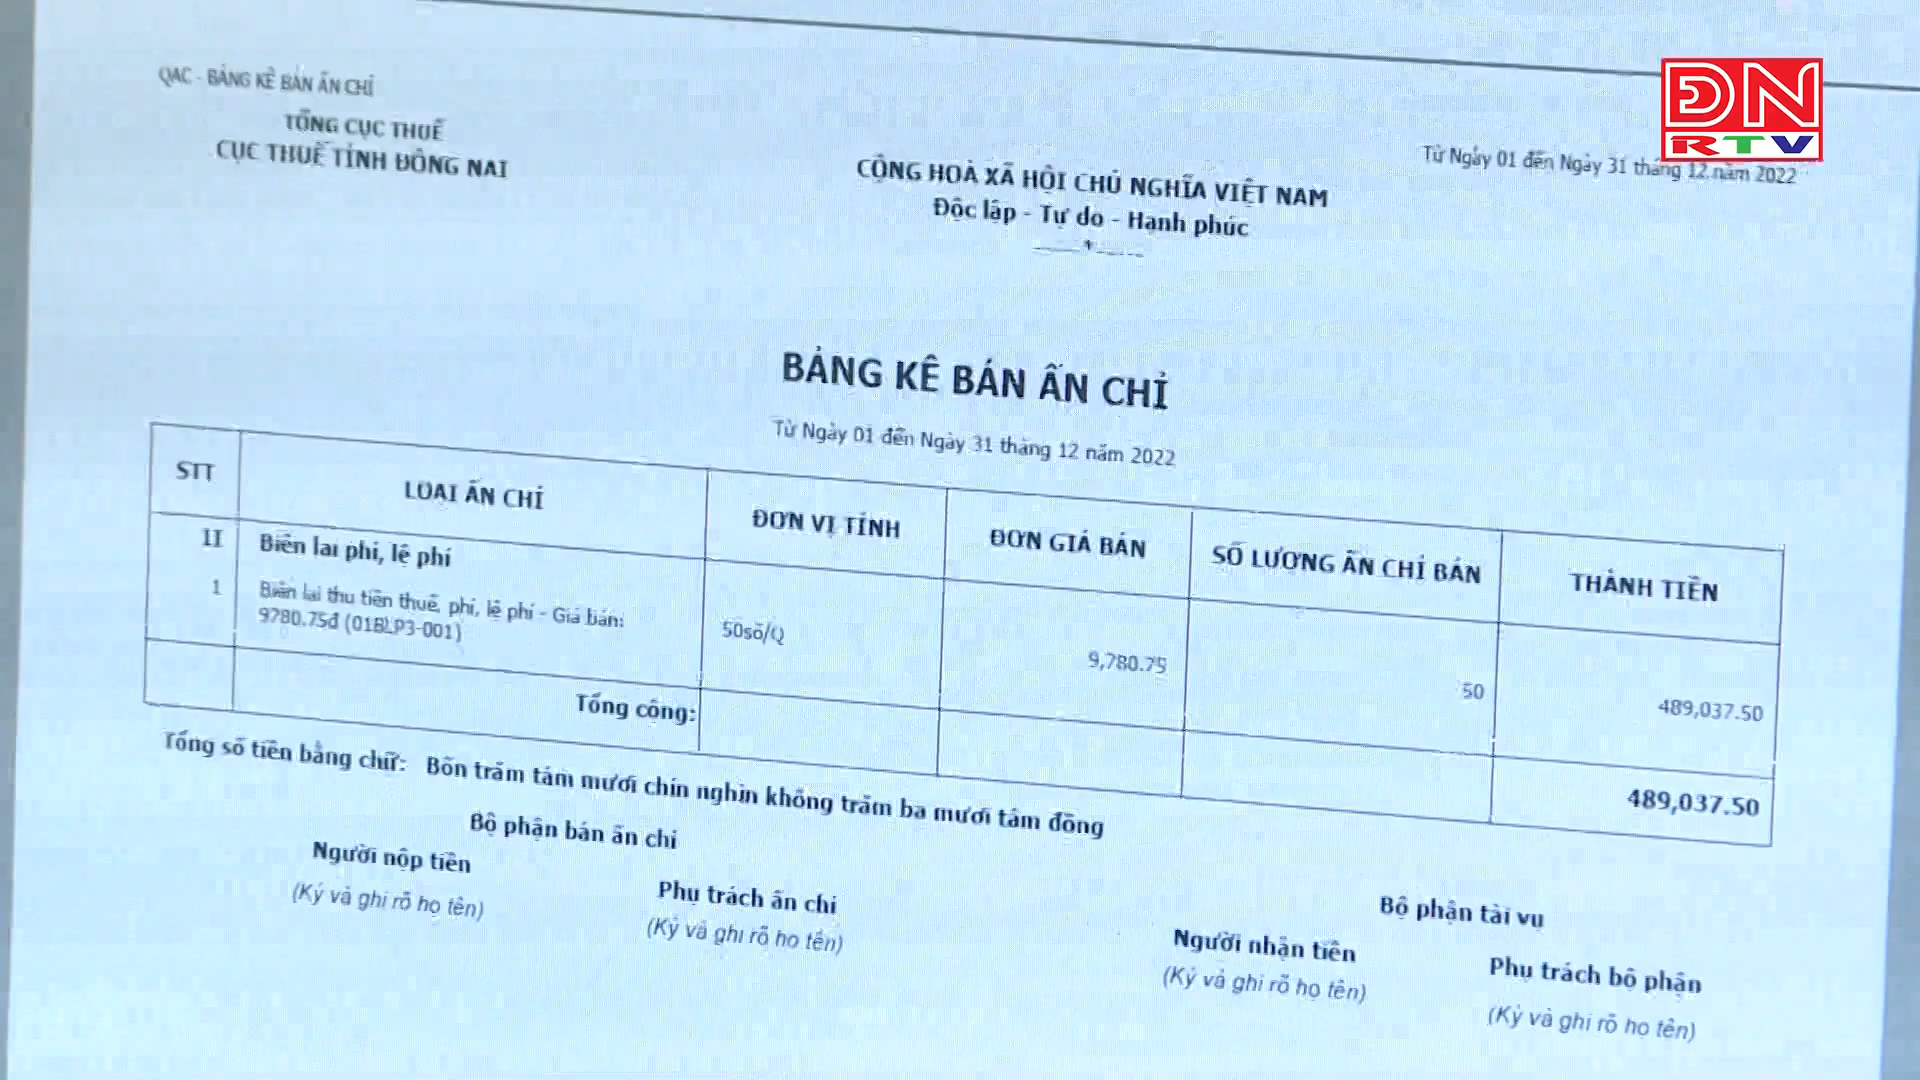 QAC - BẢNG KÊ BÁN ẤN CHỈ
TỔNG CỤC THUẾ
CỤC THUẾ TỈNH ĐỒNG NAI
CỘNG HOÀ XÃ HỘI CHỦ NGHĨA VIỆT NAM
Độc lập - Tự do - Hạnh phúc
ĐN
RTV
Từ Ngày 01 đến Ngày 31 tháng 12 năm 2022
BẢNG KÊ BÁN ẤN CHỈ
Từ Ngày 01 đến Ngày 31 tháng 12 năm 2022
STT LOẠI ẤN CHỈ ĐƠN VỊ TÍNH ĐƠN GIÁ BÁN SỐ LƯỢNG ẤN CHỈ BÁN THÀNH TIỀN
II Biên lai phí, lệ phí
1 Biên lai thu tiền thuế, phí, lệ phí - Giá bán: 50số/Q 9,780.75 50 489,037.50
9780.75đ (01BLP3-001)
Tổng cộng: 489,037.50
Tổng số tiền bằng chữ: Bốn trăm tám mươi chín nghìn không trăm ba mươi tám đồng
Bộ phận bán ấn chỉ
Người nộp tiền
(Ký và ghi rõ họ tên)
Phụ trách ấn chỉ
(Ký và ghi rõ họ tên)
Bộ phận tài vụ
Người nhận tiền
(Ký và ghi rõ họ tên)
Phụ trách bộ phận
(Ký và ghi rõ họ tên)